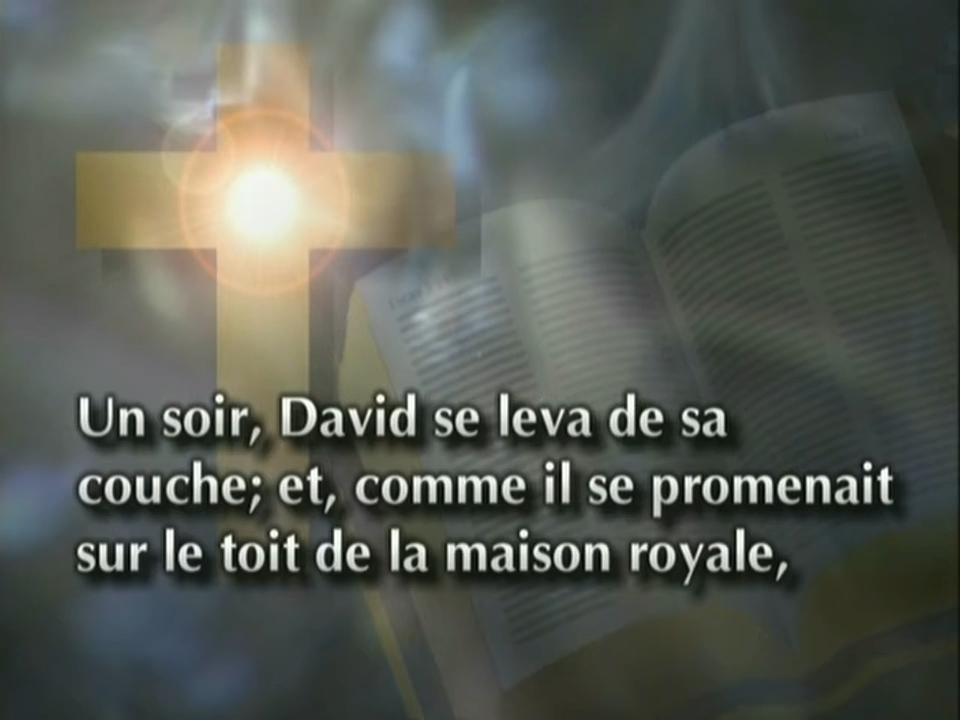 Un soir, David se leva de sa
couche; et, comme il se promenait
sur le toit de la maison royale,